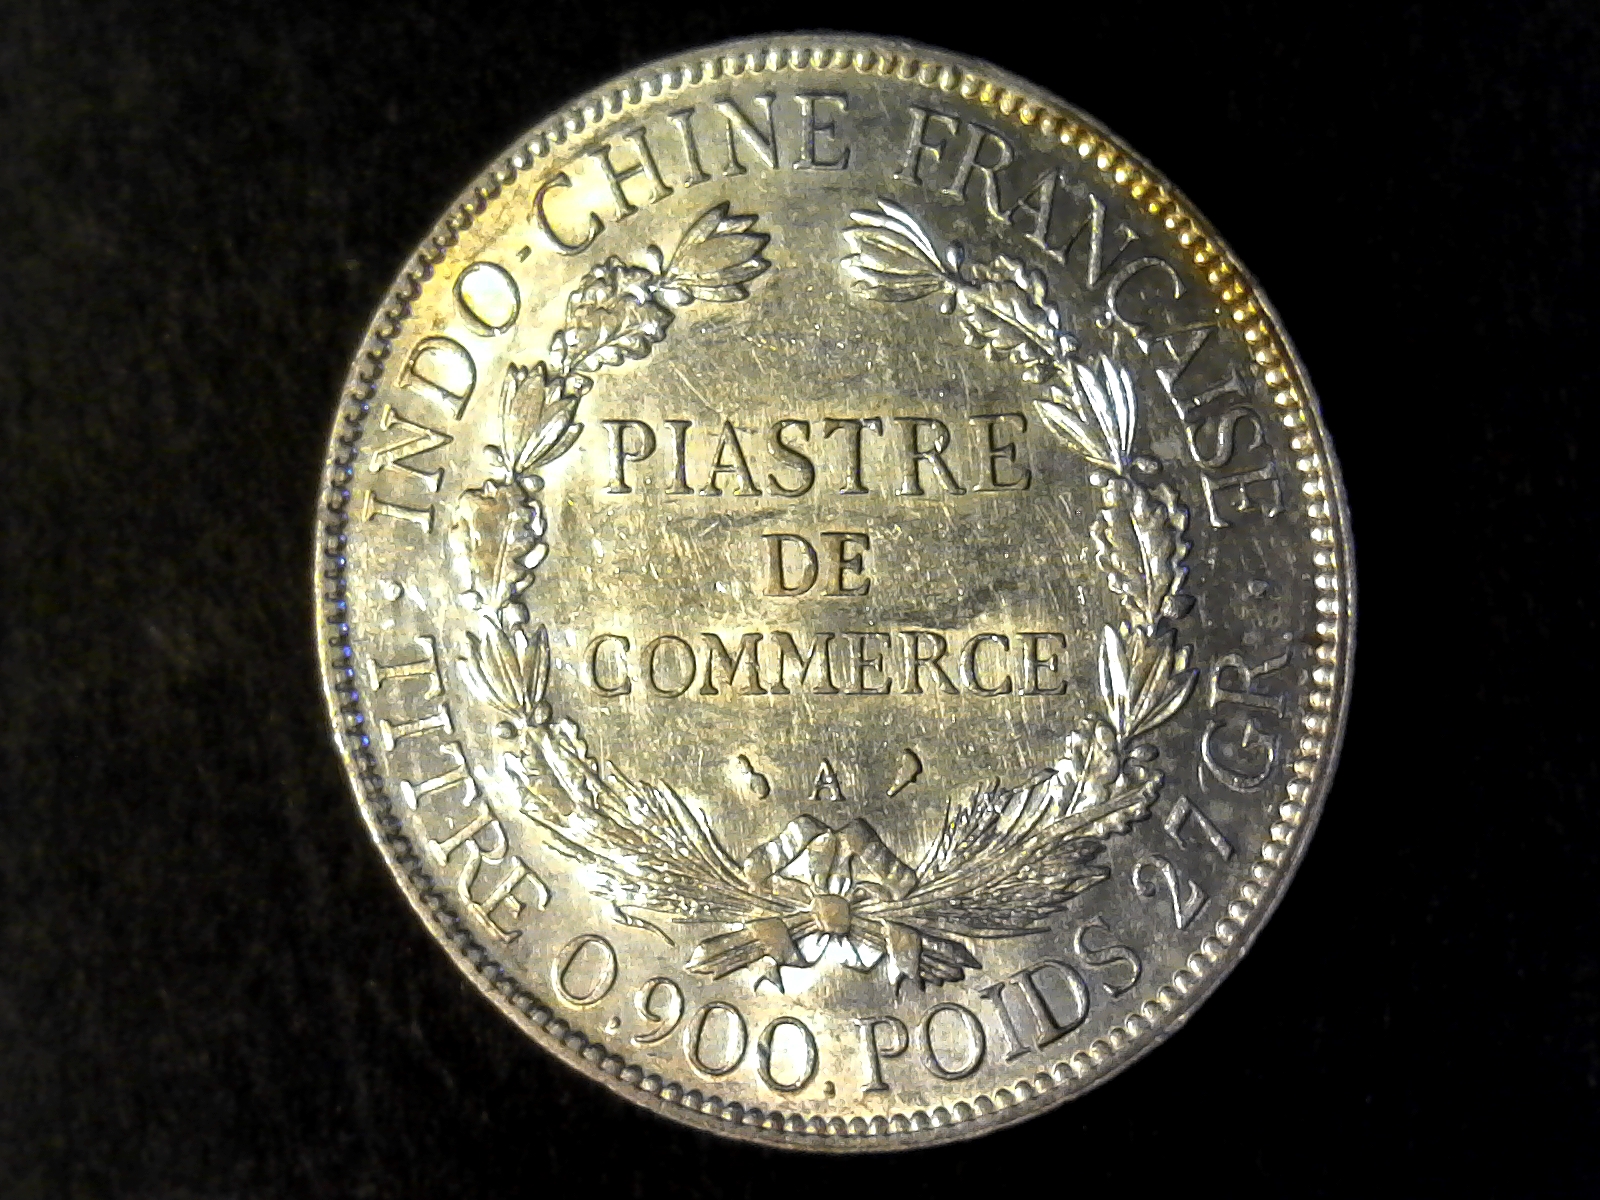 INDO-CHINE FRANÇAISE
PIASTRE
DE
COMMERCE
A
TITRE 0,900. POIDS 27 GR.